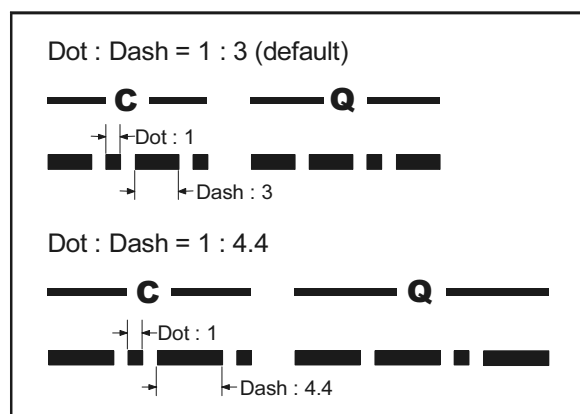 Dot : Dash = 1 : 3 (default)
C Q
Dot : 1
Dash : 3
Dot : Dash = 1 : 4.4
C Q
Dot : 1
Dash : 4.4